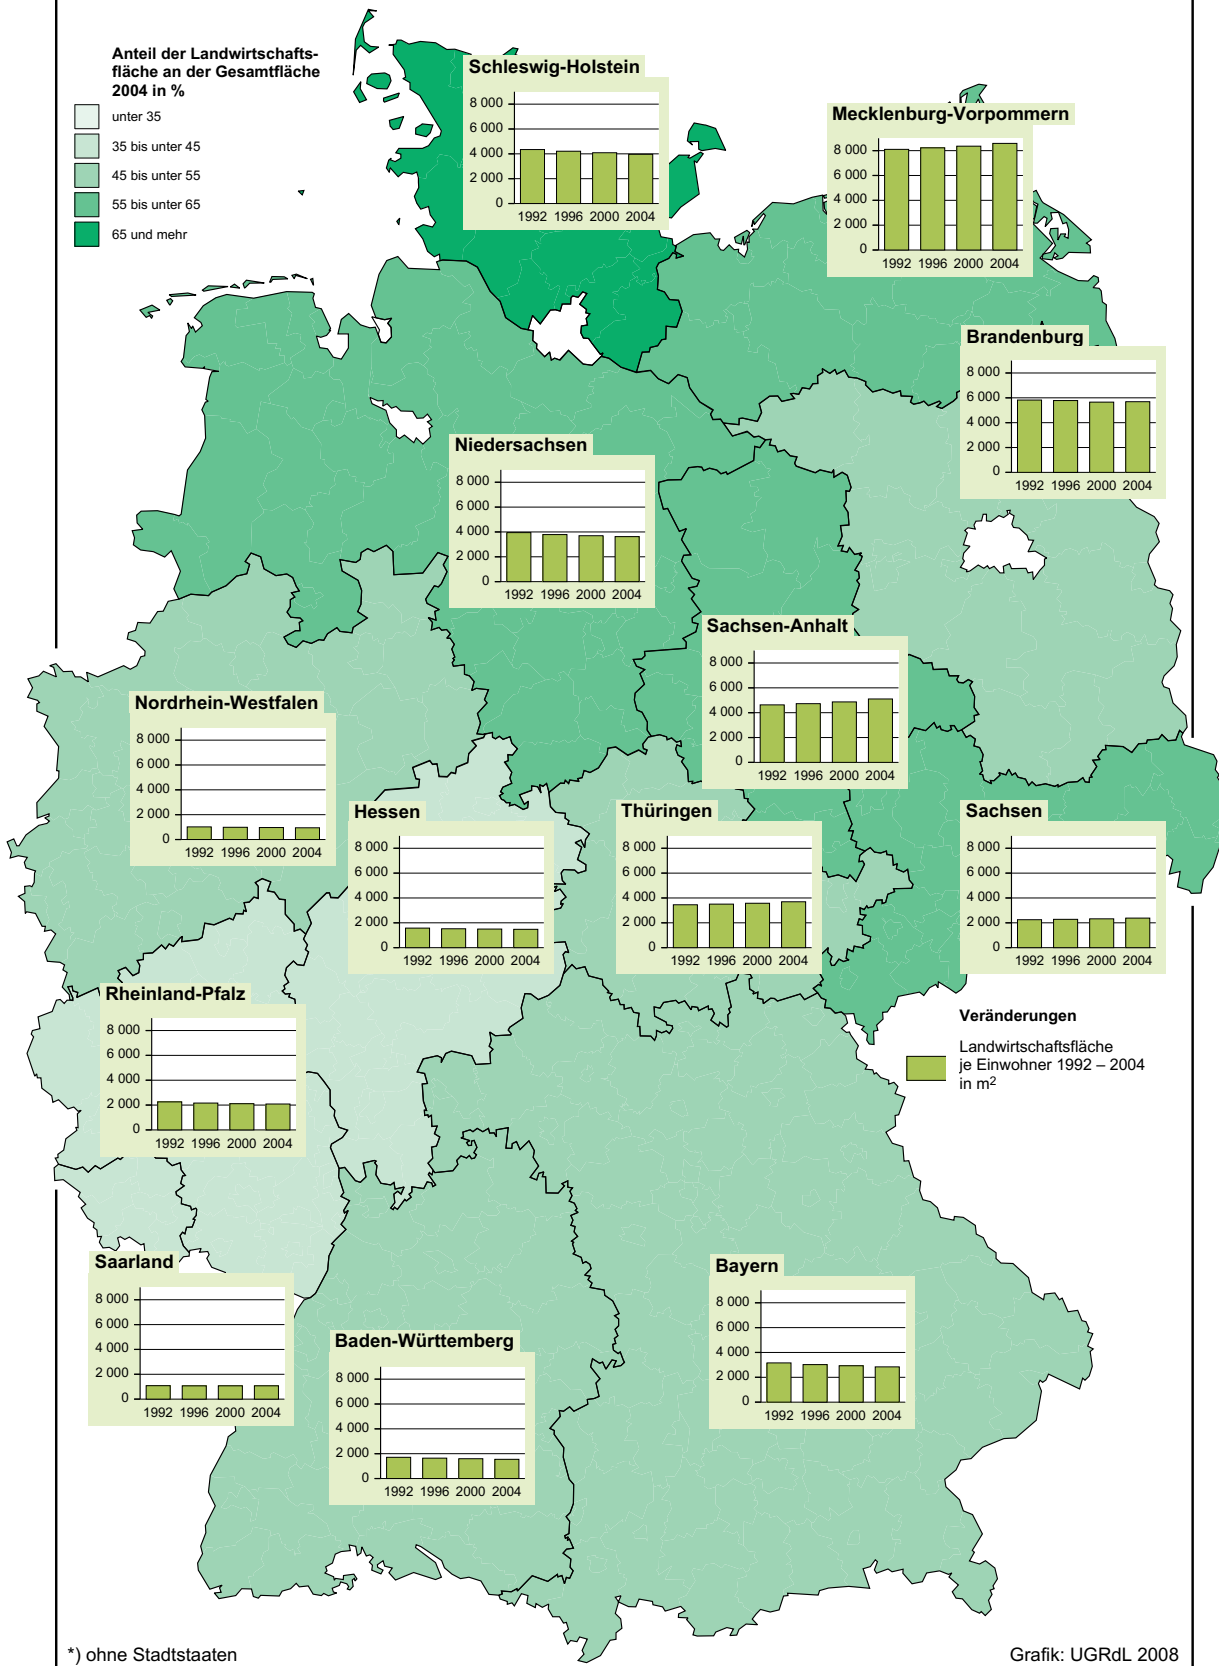 Anteil der Landwirtschafts-
fläche an der Gesamtfläche
2004 in %
unter 35
35 bis unter 45
45 bis unter 55
55 bis unter 65
65 und mehr
Schleswig-Holstein
8 000
6 000
4 000
2 000
0
1992 1996 2000 2004
Mecklenburg-Vorpommern
8 000
6 000
4 000
2 000
0
1992 1996 2000 2004
Brandenburg
8 000
6 000
4 000
2 000
0
1992 1996 2000 2004
Niedersachsen
8 000
6 000
4 000
2 000
0
1992 1996 2000 2004
Sachsen-Anhalt
8 000
6 000
4 000
2 000
0
1992 1996 2000 2004
Nordrhein-Westfalen
8 000
6 000
4 000
2 000
0
1992 1996 2000 2004
Hessen
8 000
6 000
4 000
2 000
0
1992 1996 2000 2004
Thüringen
8 000
6 000
4 000
2 000
0
1992 1996 2000 2004
Sachsen
8 000
6 000
4 000
2 000
0
1992 1996 2000 2004
Rheinland-Pfalz
8 000
6 000
4 000
2 000
0
1992 1996 2000 2004
Veränderungen
Landwirtschaftsfläche
je Einwohner 1992 – 2004
in m²
Saarland
8 000
6 000
4 000
2 000
0
1992 1996 2000 2004
Bayern
8 000
6 000
4 000
2 000
0
1992 1996 2000 2004
Baden-Württemberg
8 000
6 000
4 000
2 000
0
1992 1996 2000 2004
*) ohne Stadtstaaten
Grafik: UGRdL 2008